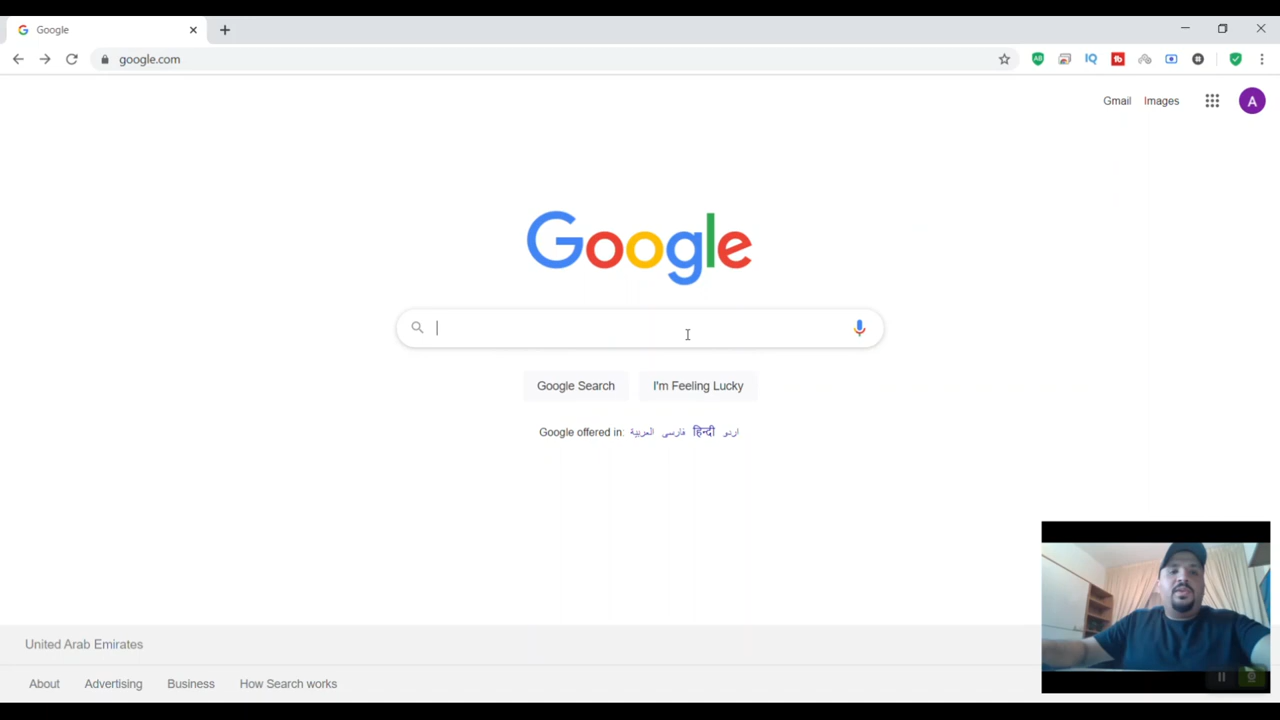 Google
google.com
Gmail Images
A
Google
Google Search I'm Feeling Lucky
Google offered in: العربية فارسی हिन्दी اردو
United Arab Emirates
About Advertising Business How Search works